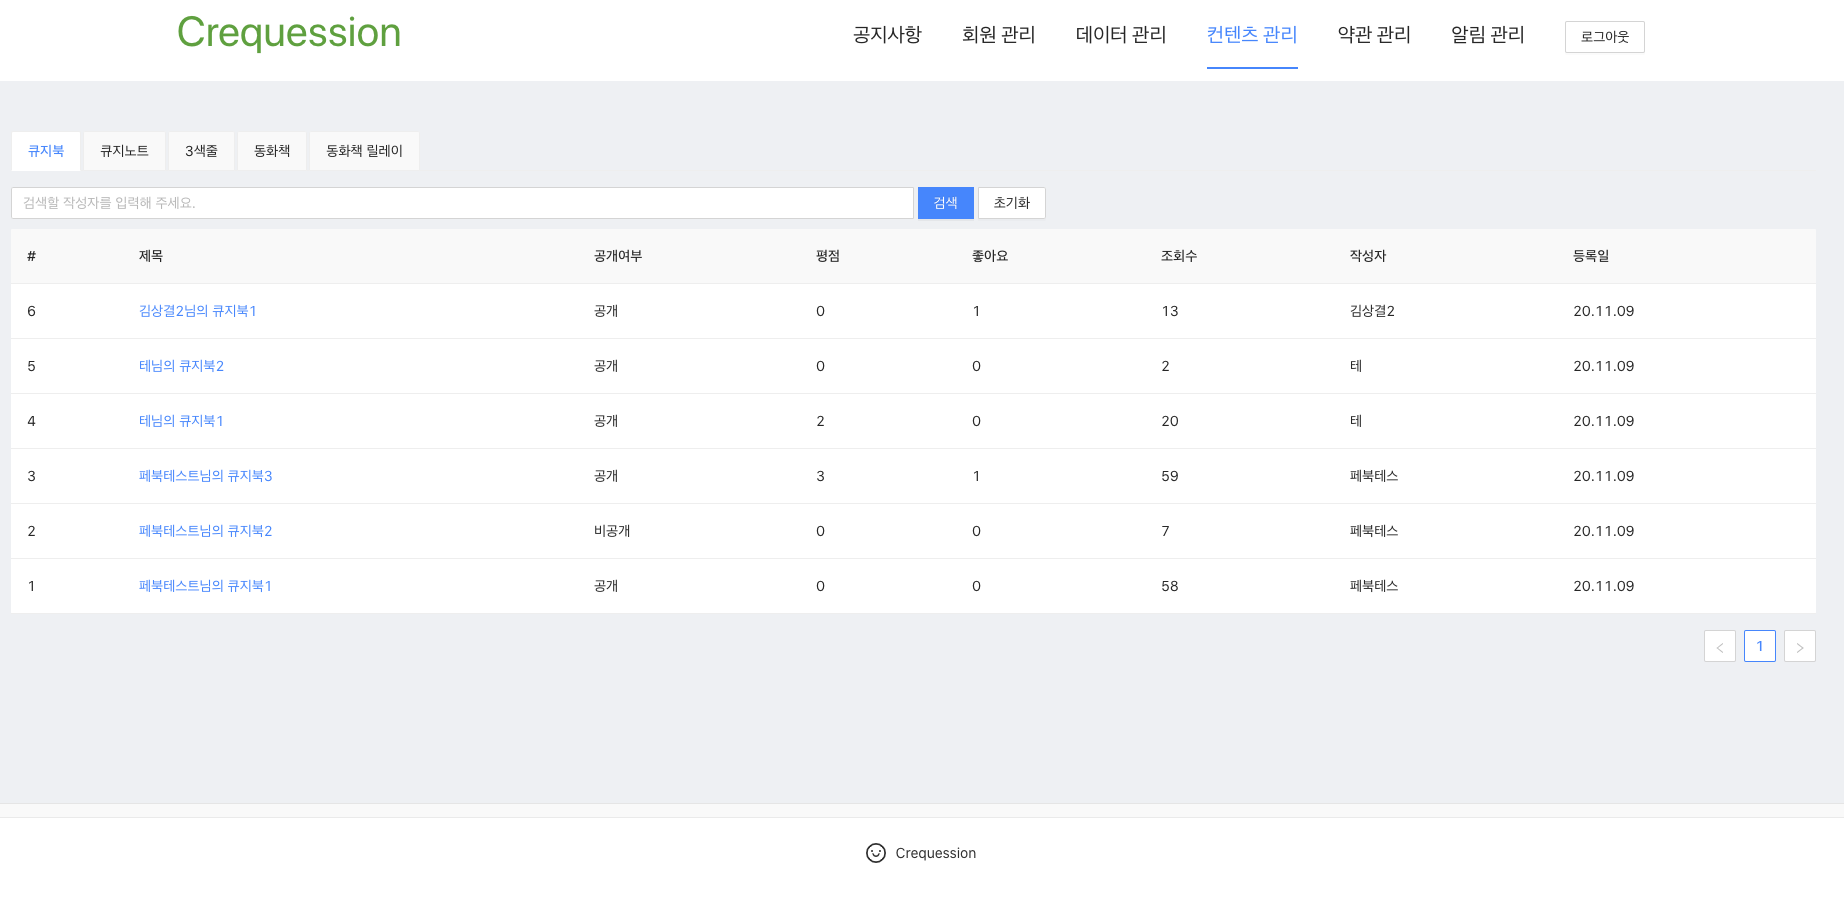 Crequession 공지사항 회원 관리 데이터 관리 컨텐츠 관리 약관 관리 알림 관리 로그아웃
큐지북 큐지노트 3색줄 동화책 동화책 릴레이
검색할 작성자를 입력해 주세요. 검색 초기화
# 제목 공개여부 평점 좋아요 조회수 작성자 등록일
6 김상결2님의 큐지북1 공개 0 1 13 김상결2 20.11.09
5 테님의 큐지북2 공개 0 0 2 테 20.11.09
4 테님의 큐지북1 공개 2 0 20 테 20.11.09
3 페북테스트님의 큐지북3 공개 3 1 59 페북테스 20.11.09
2 페북테스트님의 큐지북2 비공개 0 0 7 페북테스 20.11.09
1 페북테스트님의 큐지북1 공개 0 0 58 페북테스 20.11.09
< 1 >
Crequession